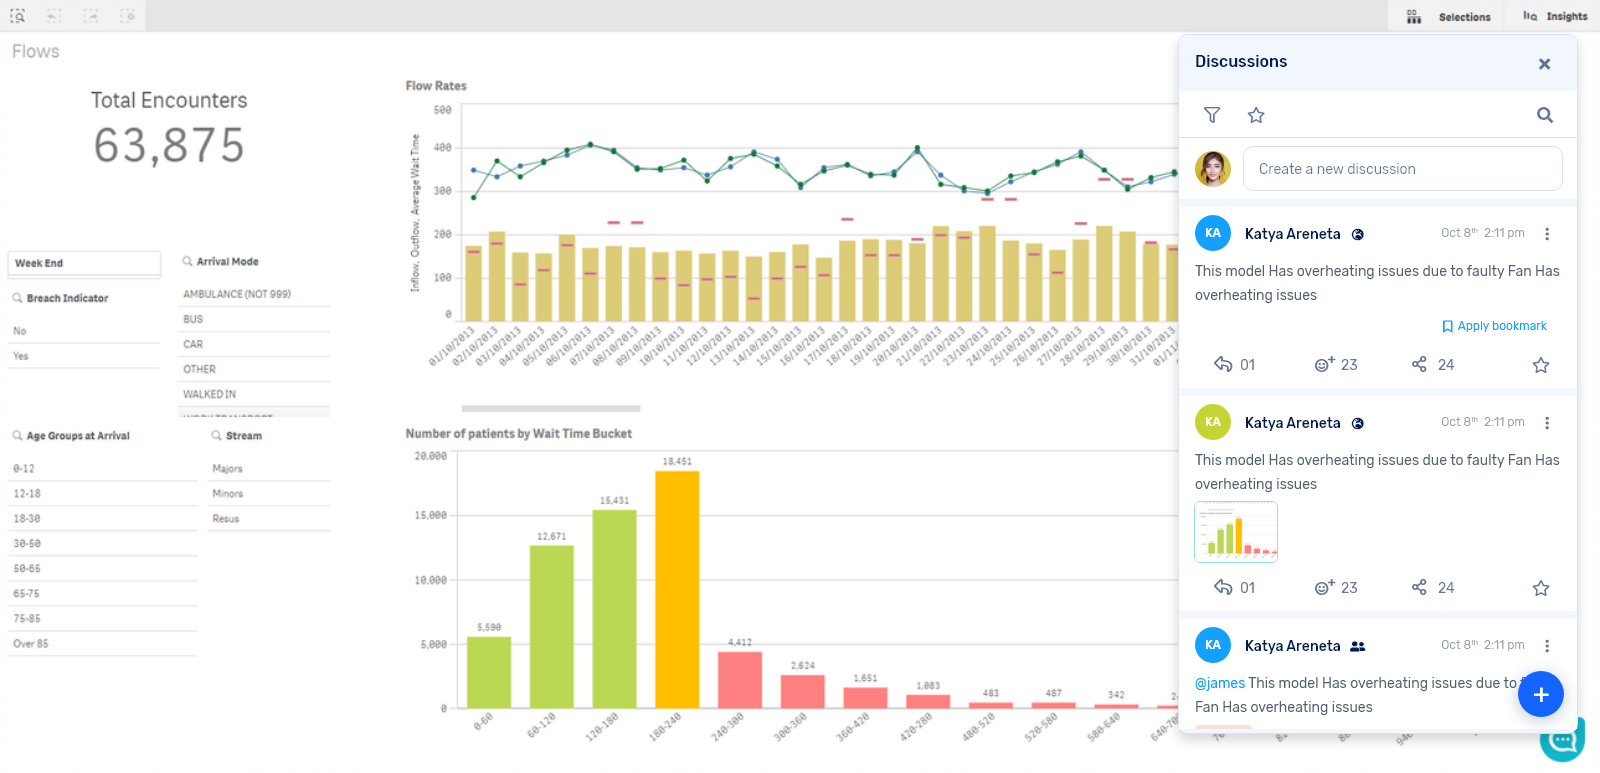 Selections
Insights
Flows
Total Encounters
63,875
Week End
Breach Indicator
No
Yes
Arrival Mode
AMBULANCE (NOT 999)
BUS
CAR
OTHER
WALKED IN
WORK TRANSPORT
Age Groups at Arrival
0-12
12-18
18-30
30-50
50-65
65-75
75-85
Over 85
Stream
Majors
Minors
Resus
Flow Rates
Inflow, Outflow, Average Wait Time
500
400
300
200
100
0
01/10/2013
02/10/2013
03/10/2013
04/10/2013
05/10/2013
06/10/2013
07/10/2013
08/10/2013
09/10/2013
10/10/2013
11/10/2013
12/10/2013
13/10/2013
14/10/2013
15/10/2013
16/10/2013
17/10/2013
18/10/2013
19/10/2013
20/10/2013
21/10/2013
22/10/2013
23/10/2013
24/10/2013
25/10/2013
26/10/2013
27/10/2013
28/10/2013
29/10/2013
30/10/2013
31/10/2013
Number of patients by Wait Time Bucket
20,000
15,000
10,000
5,000
0
5,590
12,671
15,431
18,451
4,412
2,624
1,651
1,083
483
487
342
0-60
60-120
120-180
180-240
240-300
300-360
360-420
420-280
480-520
520-580
580-640
Discussions
Create a new discussion
KA
Katya Areneta
Oct 8th 2:11 pm
This model Has overheating issues due to faulty Fan Has
overheating issues
Apply bookmark
01
23
24
KA
Katya Areneta
Oct 8th 2:11 pm
This model Has overheating issues due to faulty Fan Has
overheating issues
01
23
24
KA
Katya Areneta
Oct 8th 2:11 pm
@james This model Has overheating issues due to
Fan Has overheating issues